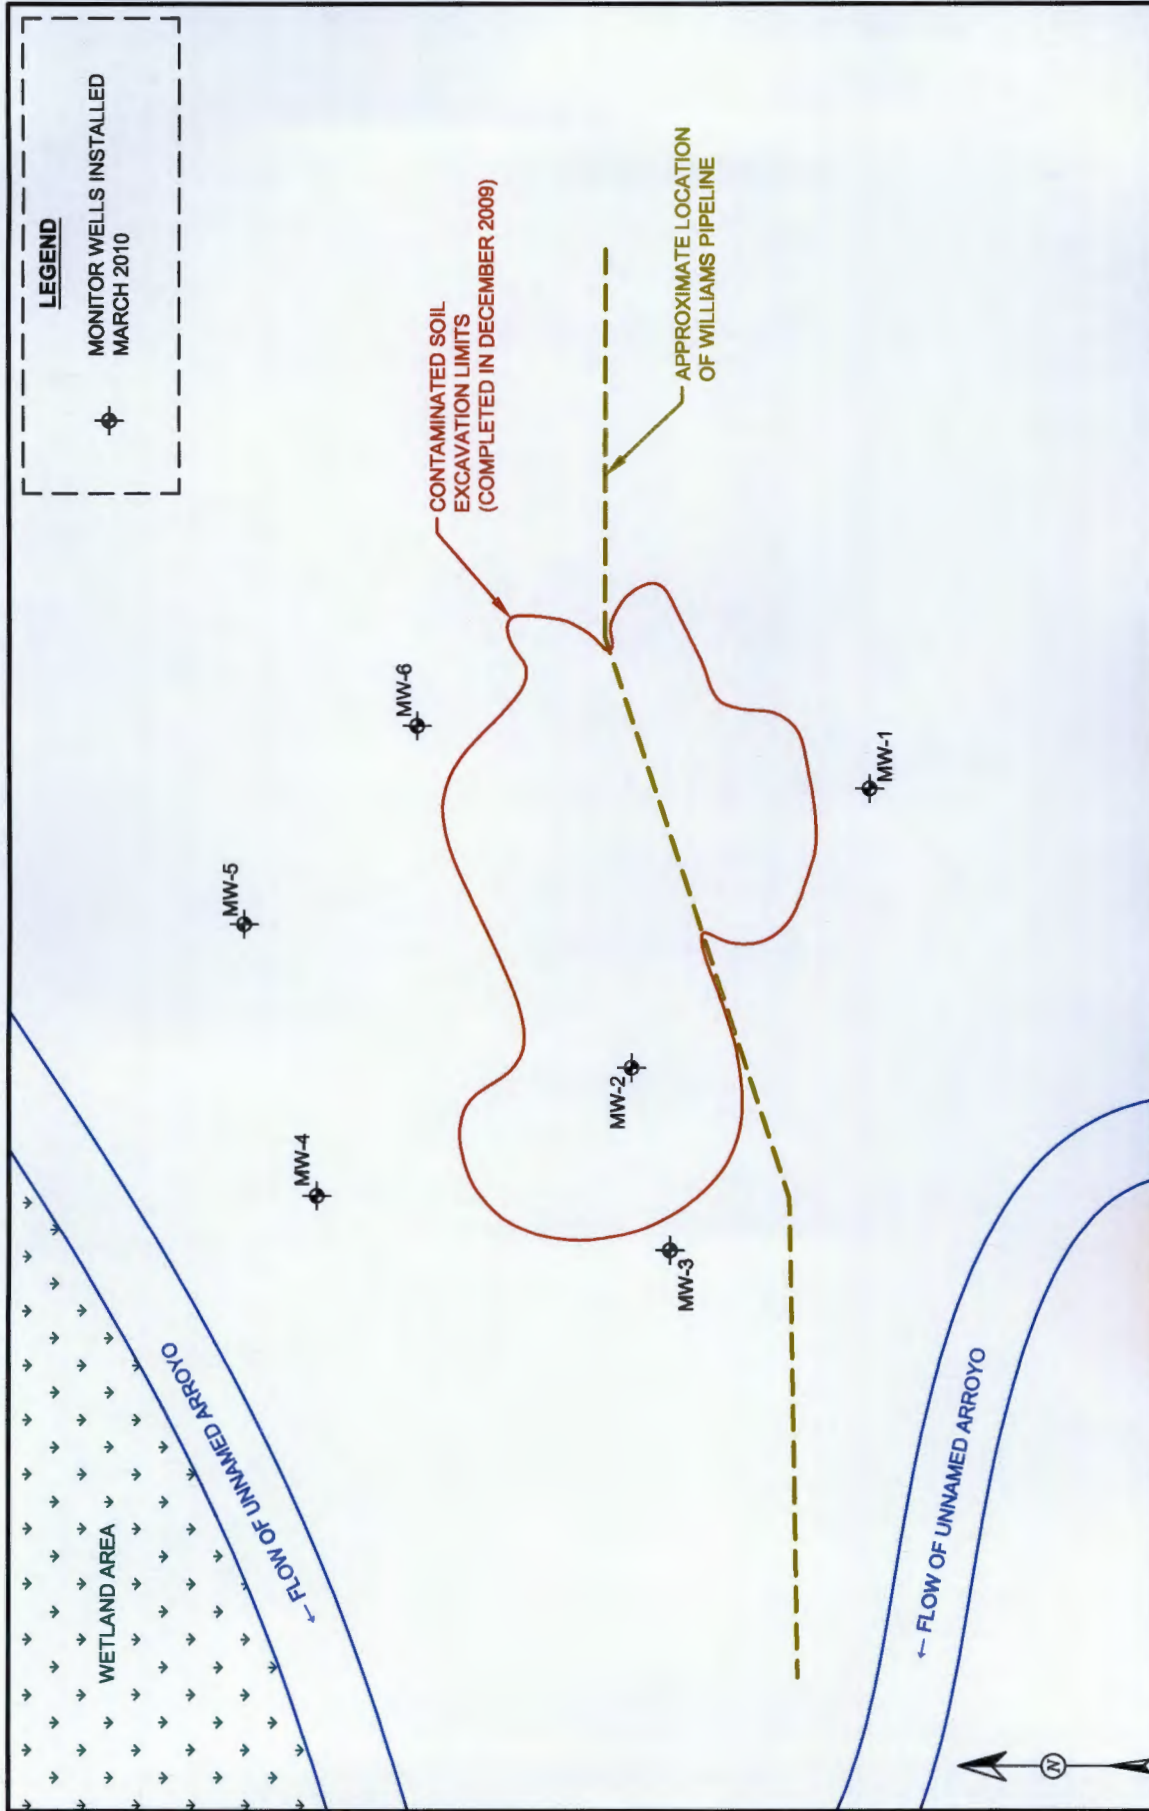 LEGEND
MONITOR WELLS INSTALLED
MARCH 2010
CONTAMINATED SOIL
EXCAVATION LIMITS
(COMPLETED IN DECEMBER 2009)
APPROXIMATE LOCATION
OF WILLIAMS PIPELINE
MW-6
MW-5
MW-1
MW-4
MW-2
MW-3
WETLAND AREA
← FLOW OF UNNAMED ARROYO
← FLOW OF UNNAMED ARROYO
N